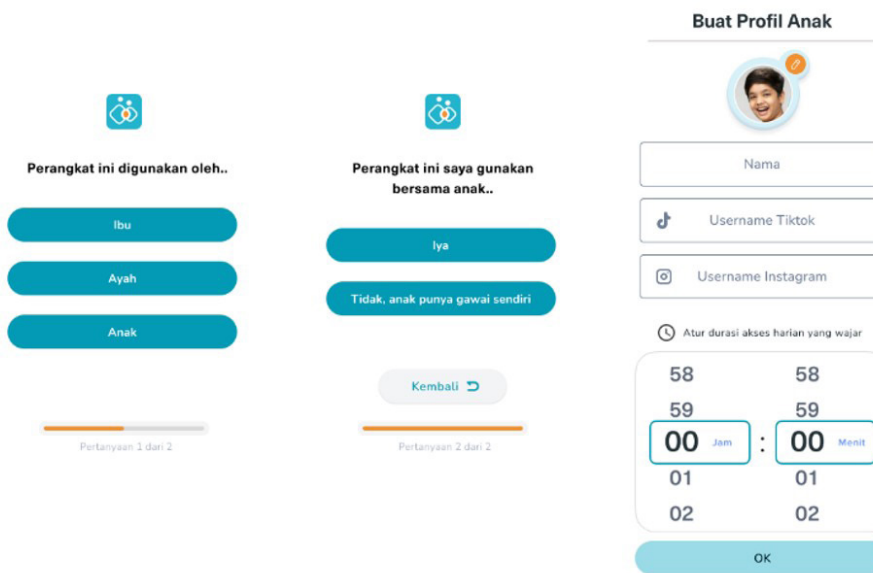 Perangkat ini digunakan oleh..
Ibu
Ayah
Anak
Pertanyaan 1 dari 2
Perangkat ini saya gunakan
bersama anak..
Iya
Tidak, anak punya gawai sendiri
Kembali
Pertanyaan 2 dari 2
Buat Profil Anak
Nama
Username Tiktok
Username Instagram
Atur durasi akses harian yang wajar
58 58
59 59
00 Jam : 00 Menit
01 01
02 02
OK